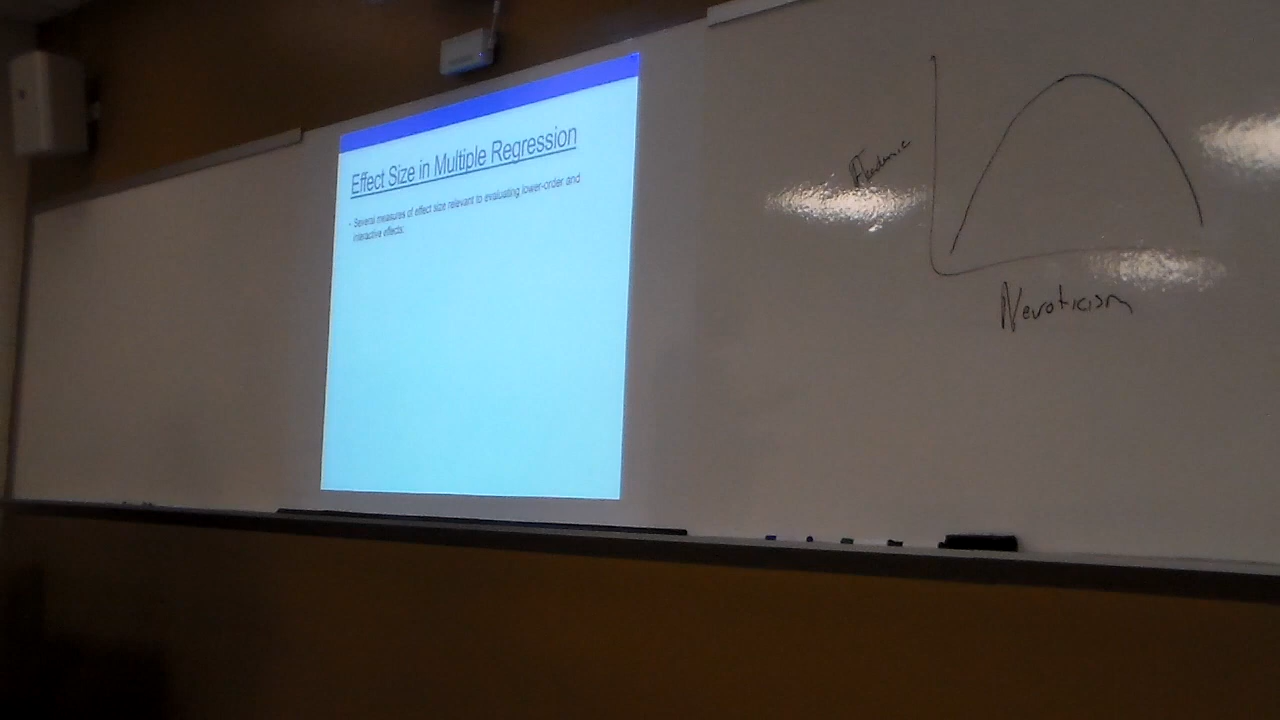 Effect Size in Multiple Regression
• Several measures of effect size relevant to evaluating lower-order and
interactive effects:
Academic
Neuroticism